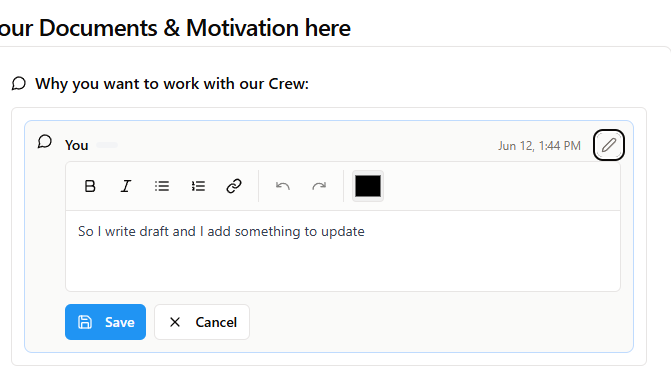 our Documents & Motivation here
Why you want to work with our Crew:
You
Jun 12, 1:44 PM
B I
So I write draft and I add something to update
Save
Cancel